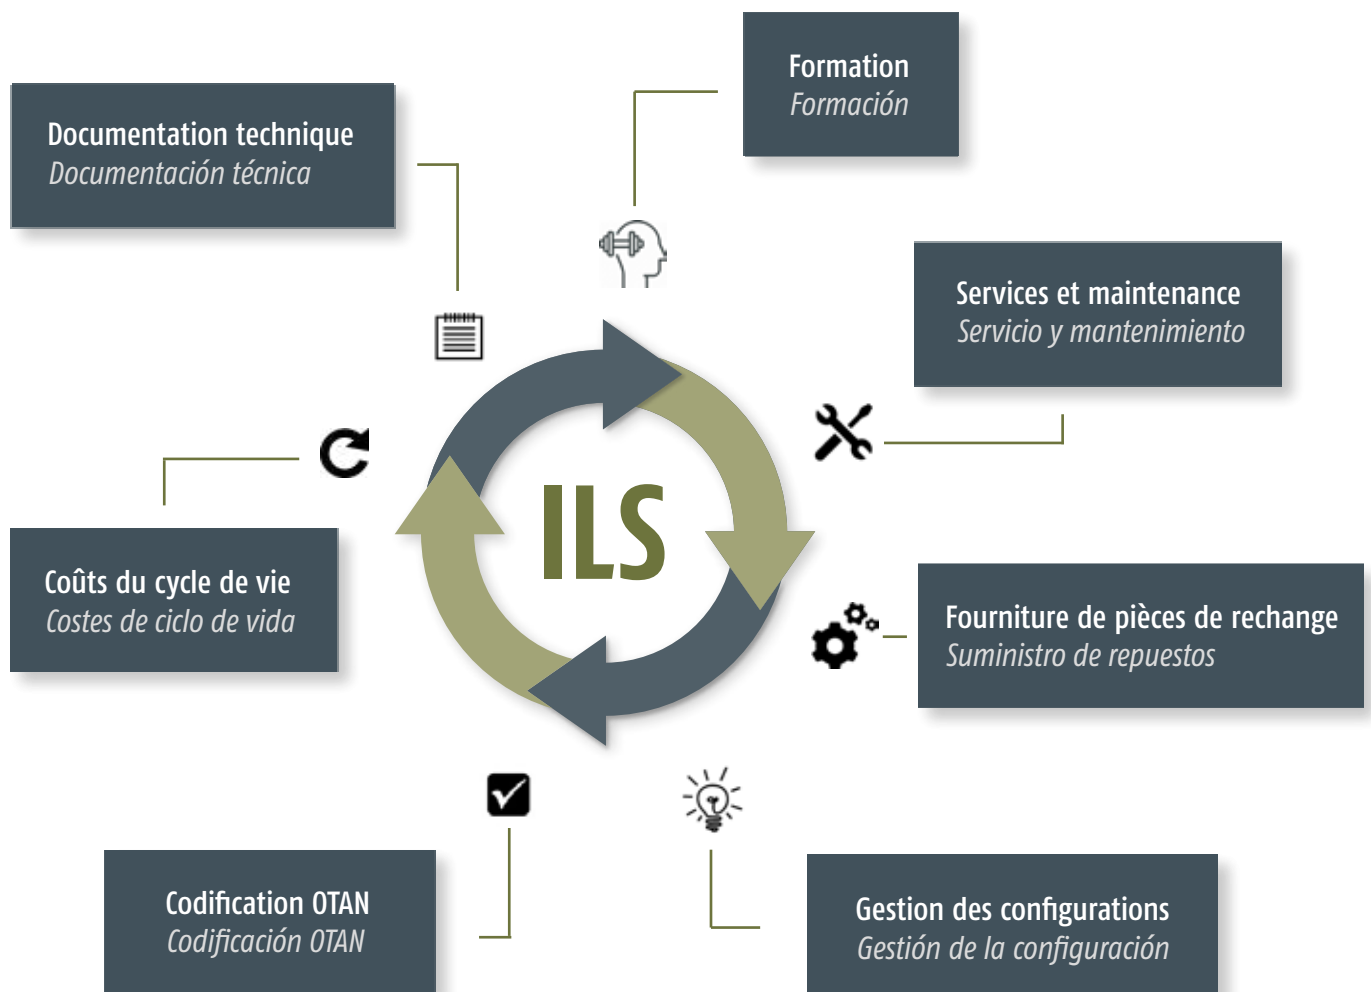 Formation
Formación
Documentation technique
Documentación técnica
Services et maintenance
Servicio y mantenimiento
ILS
Coûts du cycle de vie
Costes de ciclo de vida
Fourniture de pièces de rechange
Suministro de repuestos
Codification OTAN
Codificación OTAN
Gestion des configurations
Gestión de la configuración